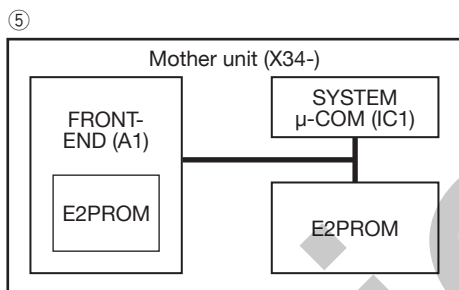 ⑤
Mother unit (X34-)
FRONT-
END (A1)
E2PROM
SYSTEM
µ-COM (IC1)
E2PROM